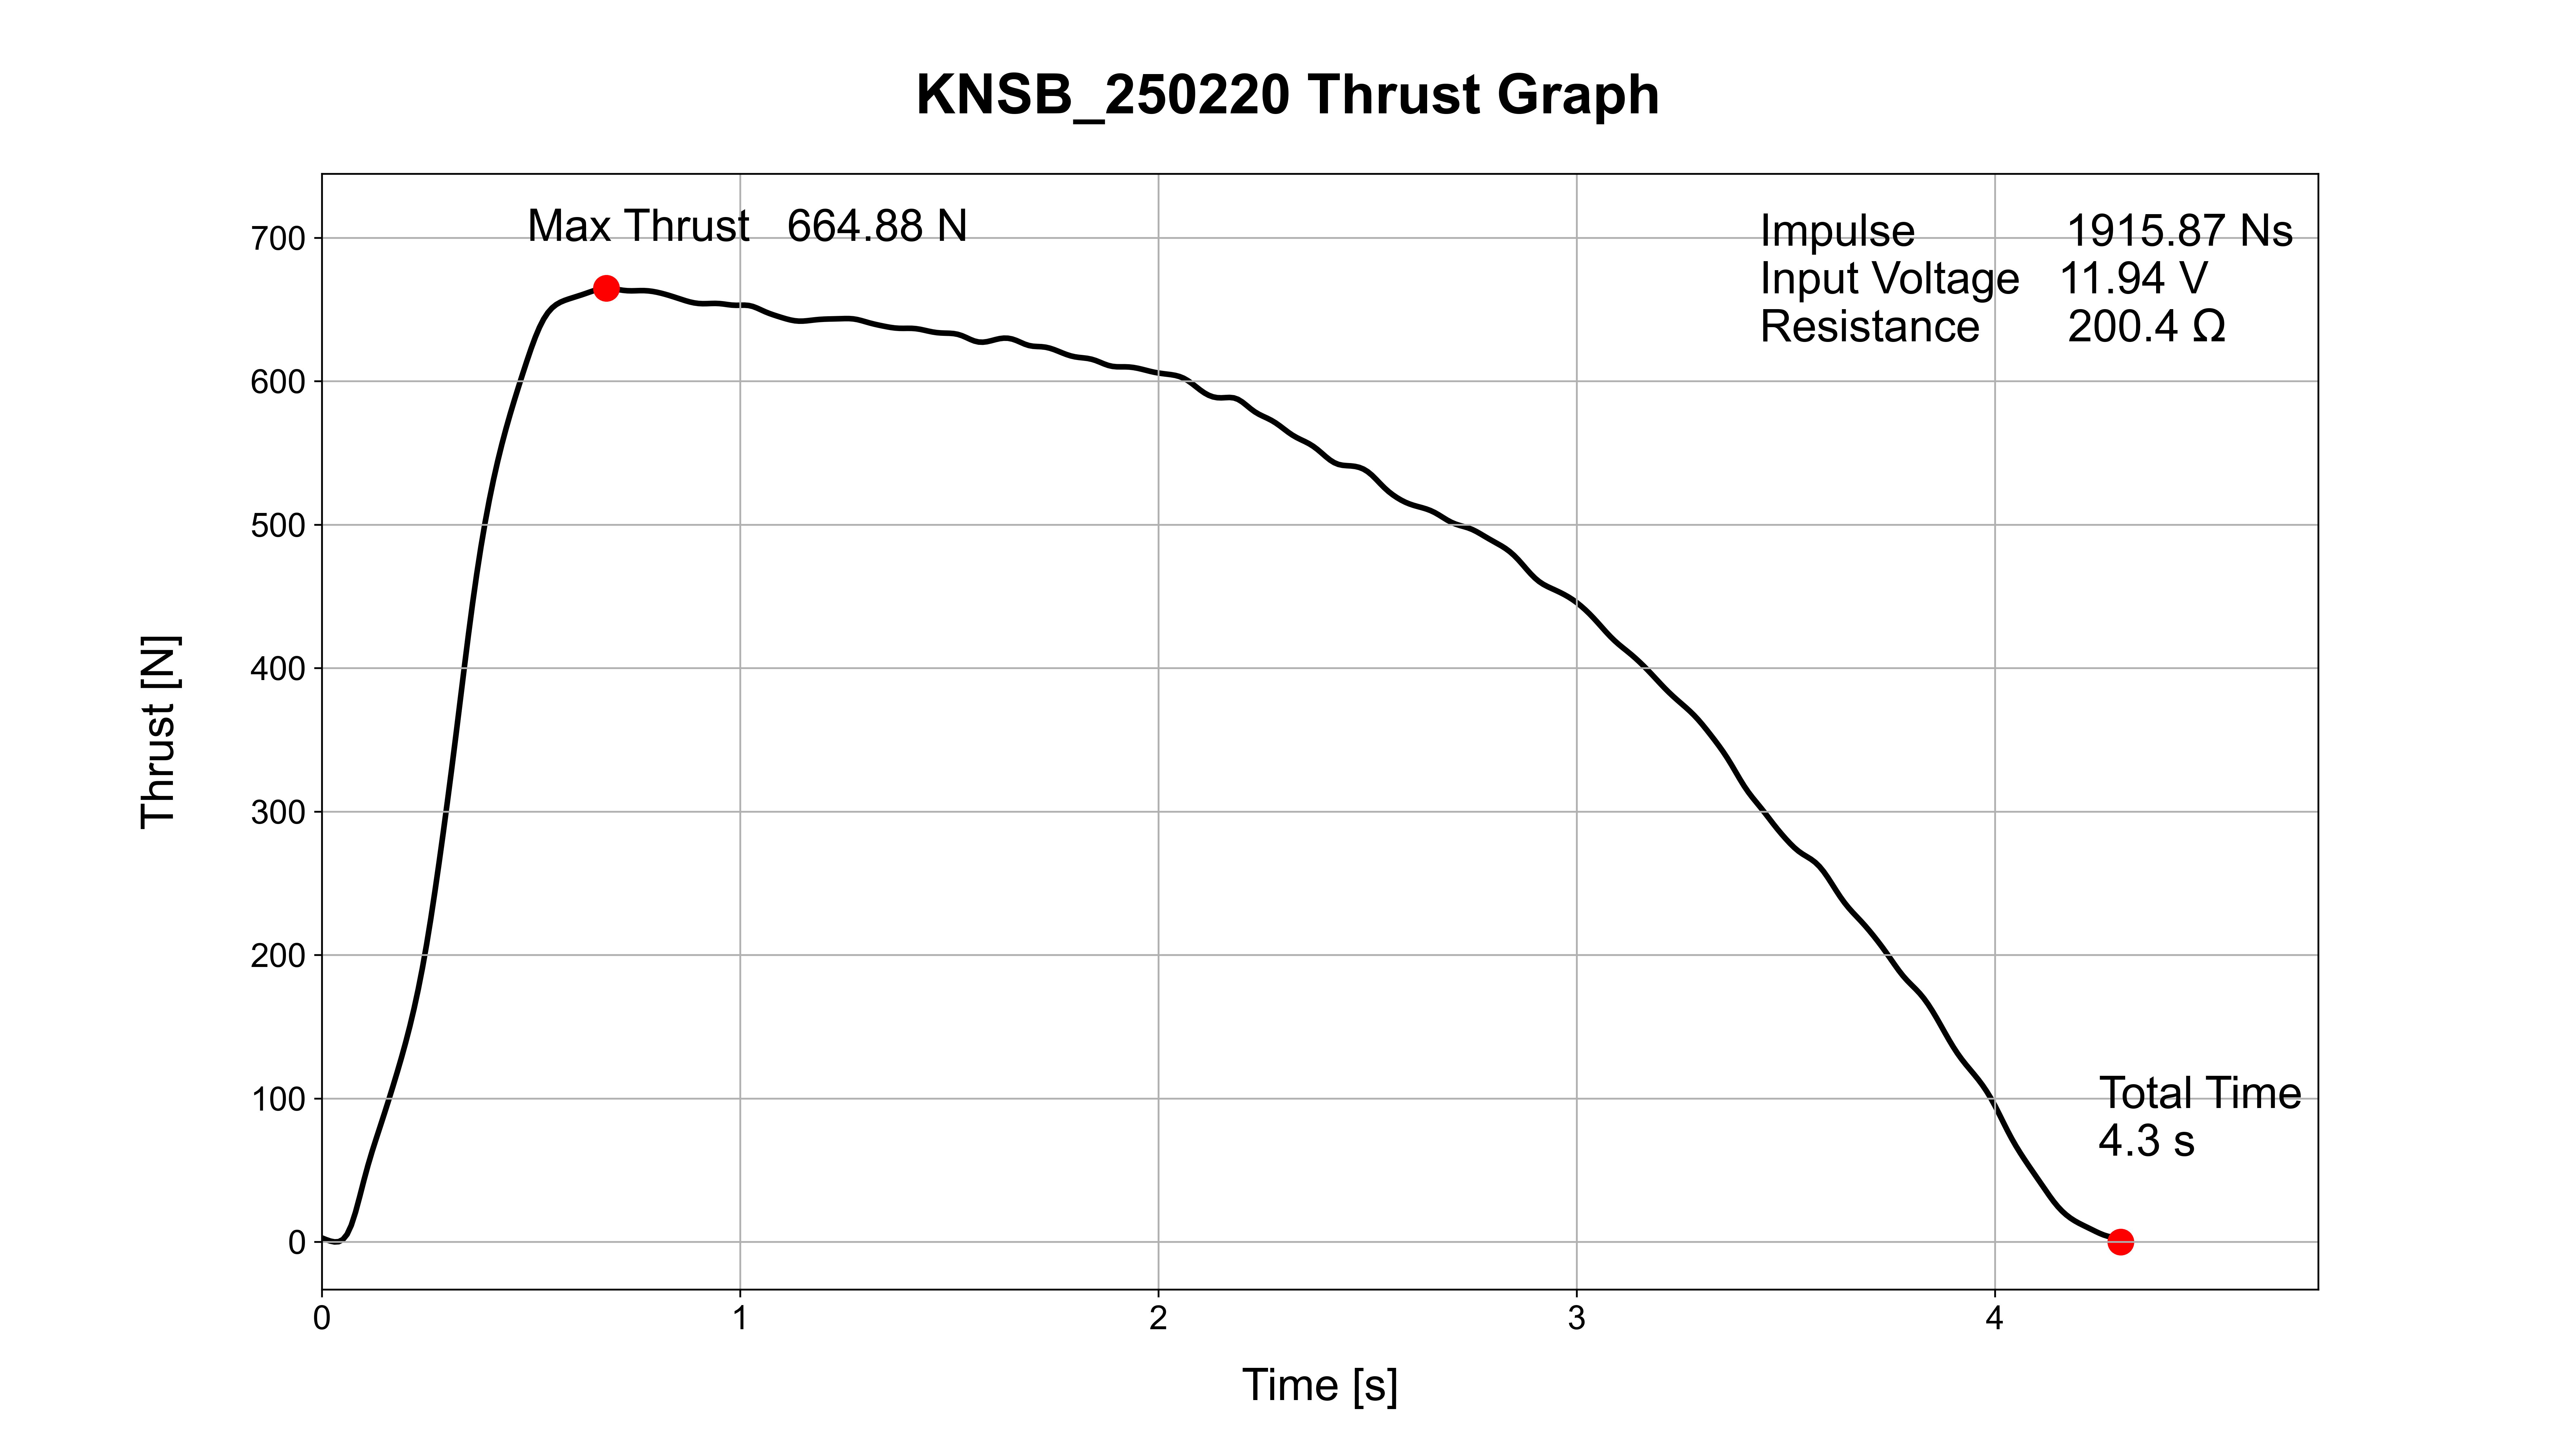 KNSB_250220 Thrust Graph
Max Thrust 664.88 N
Impulse 1915.87 Ns
Input Voltage 11.94 V
Resistance 200.4 Ω
700
600
500
400
300
200
100
0
Thrust [N]
Total Time
4.3 s
0 1 2 3 4
Time [s]